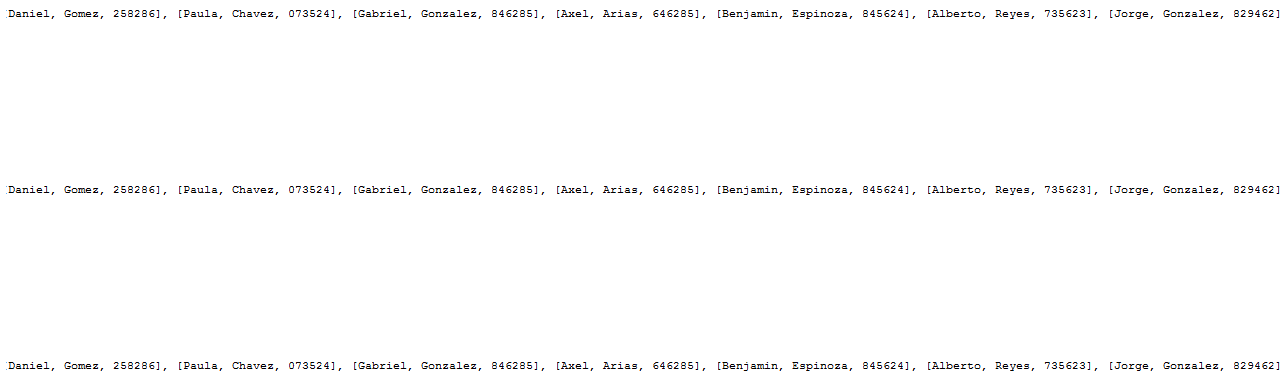 Daniel, Gomez, 258286], [Paula, Chavez, 073524], [Gabriel, Gonzalez, 846285], [Axel, Arias, 646285], [Benjamin, Espinoza, 845624], [Alberto, Reyes, 735623], [Jorge, Gonzalez, 829462]
Daniel, Gomez, 258286], [Paula, Chavez, 073524], [Gabriel, Gonzalez, 846285], [Axel, Arias, 646285], [Benjamin, Espinoza, 845624], [Alberto, Reyes, 735623], [Jorge, Gonzalez, 829462]
Daniel, Gomez, 258286], [Paula, Chavez, 073524], [Gabriel, Gonzalez, 846285], [Axel, Arias, 646285], [Benjamin, Espinoza, 845624], [Alberto, Reyes, 735623], [Jorge, Gonzalez, 829462]